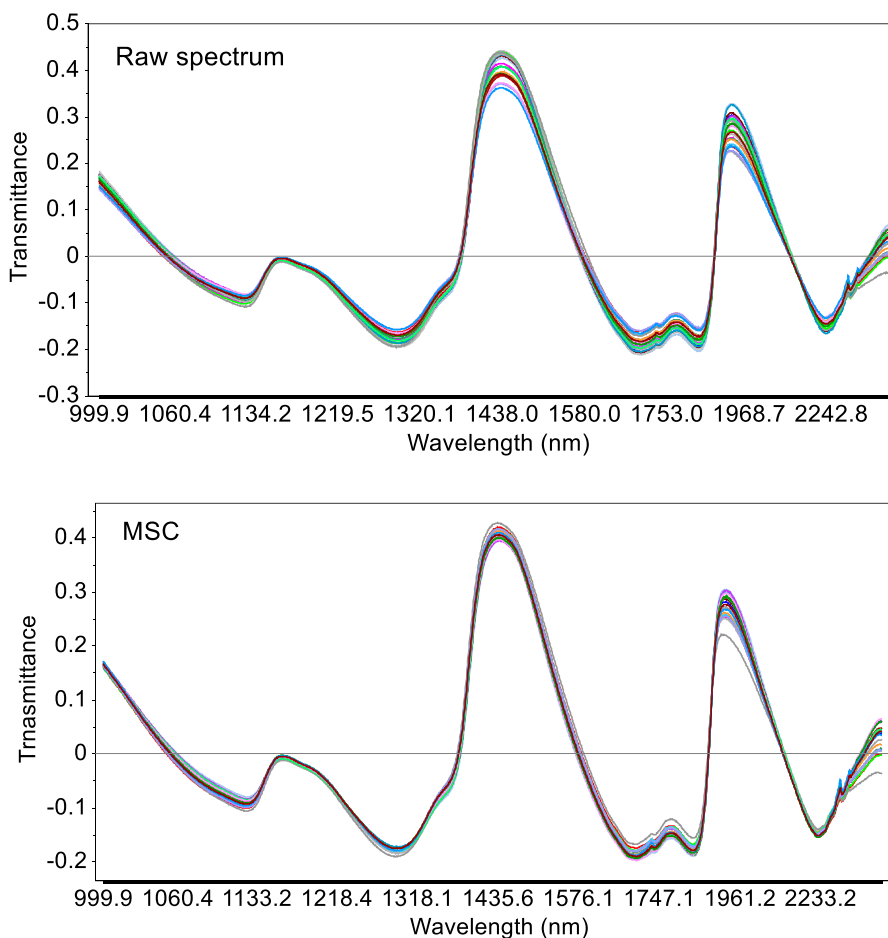 0.5
Raw spectrum
0.4
0.3
0.2
0.1
0
-0.1
-0.2
-0.3
Transmittance
999.9 1060.4 1134.2 1219.5 1320.1 1438.0 1580.0 1753.0 1968.7 2242.8
Wavelength (nm)
MSC
0.4
0.3
0.2
0.1
0
-0.1
-0.2
Trnasmittance
999.9 1060.4 1133.2 1218.4 1318.1 1435.6 1576.1 1747.1 1961.2 2233.2
Wavelength (nm)